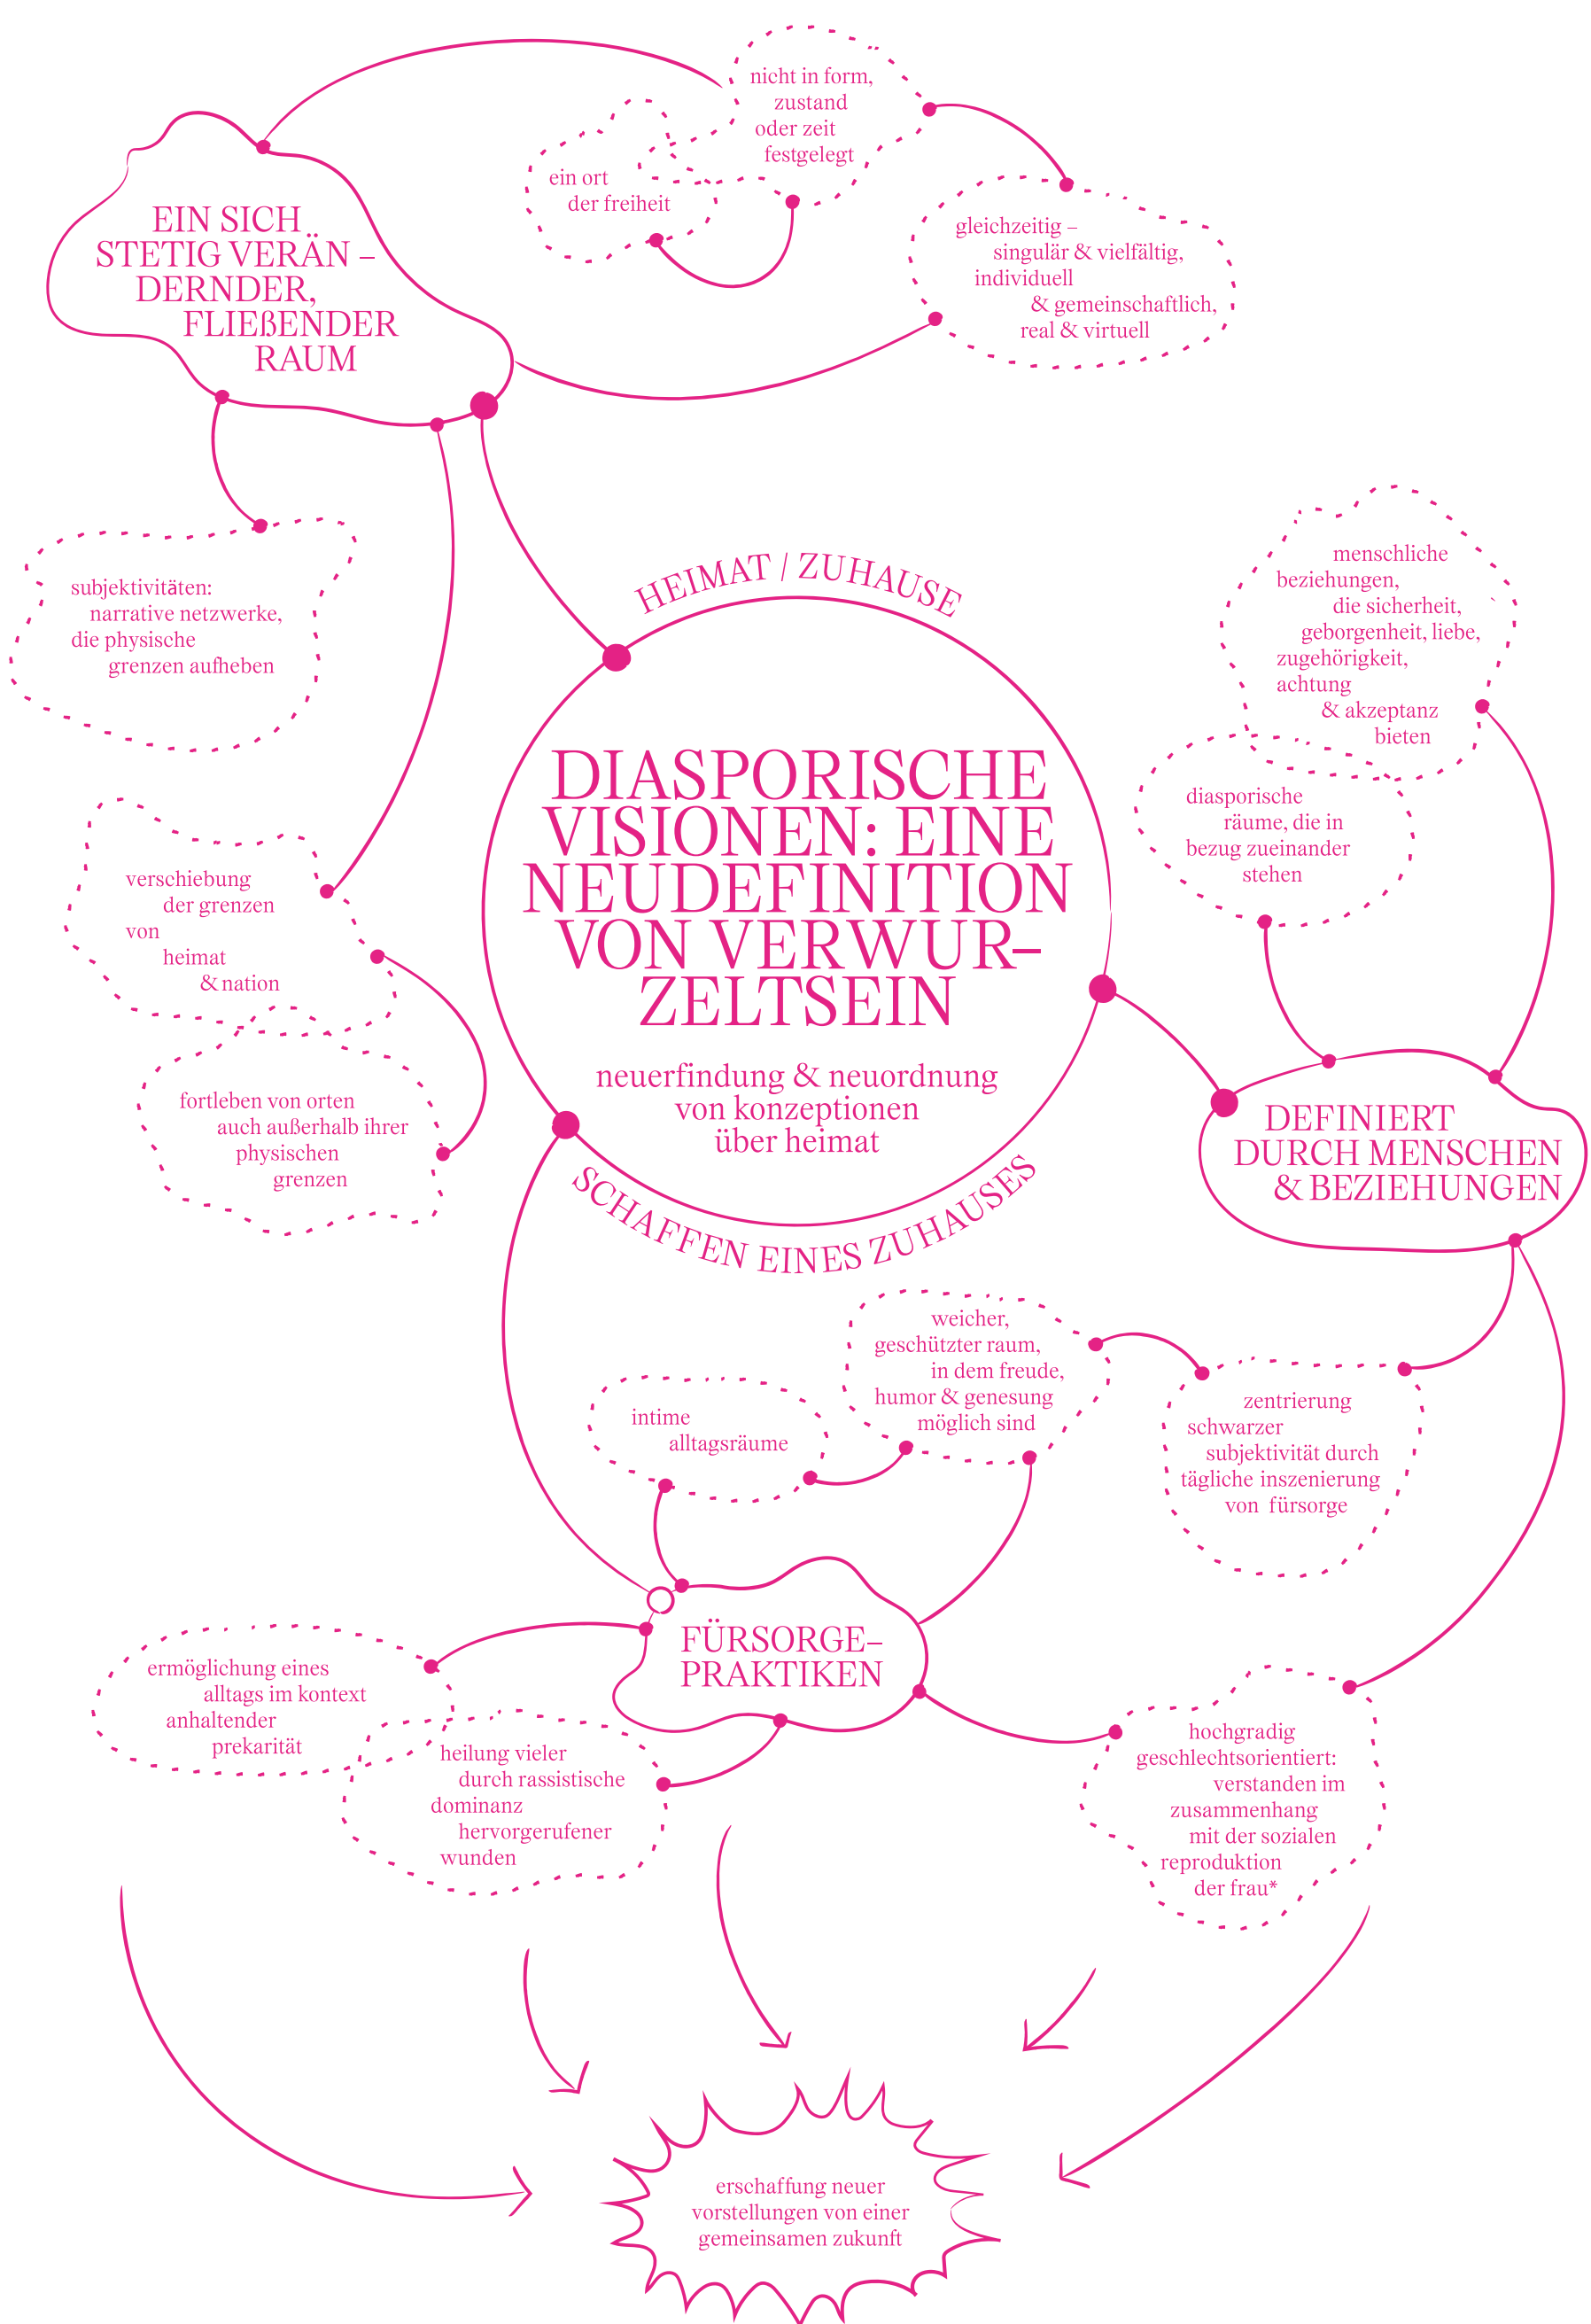 nicht in form,
zustand
oder zeit
festgelegt
ein ort
der freiheit
gleichzeitig –
singulär & vielfältig,
individuell
& gemeinschaftlich,
real & virtuell
EIN SICH
STETIG VERÄN –
DERNDER,
FLIEẞENDER
RAUM
subjektivitäten:
narrative netzwerke,
die physische
grenzen aufheben
verschiebung
der grenzen
von
heimat
& nation
fortleben von orten
auch außerhalb ihrer
physischen
grenzen
HEIMAT / ZUHAUSE
DIASPORISCHE
VISIONEN: EINE
NEUDEFINITION
VON VERWUR–
ZELTSEIN
neuerfindung & neuordnung
von konzeptionen
über heimat
SCHAFFEN EINES ZUHAUSES
menschliche
beziehungen,
die sicherheit,
geborgenheit, liebe,
zugehörigkeit,
achtung
& akzeptanz
bieten
diasporische
räume, die in
bezug zueinander
stehen
DEFINIERT
DURCH MENSCHEN
& BEZIEHUNGEN
weicher,
geschützter raum,
in dem freude,
humor & genesung
möglich sind
intime
alltagsräume
zentrierung
schwarzer
subjektivität durch
tägliche inszenierung
von fürsorge
FÜRSORGE–
PRAKTIKEN
ermöglichung eines
alltags im kontext
anhaltender
prekarität
heilung vieler
durch rassistische
dominanz
hervorgerufener
wunden
hochgradig
geschlechtsorientiert:
verstanden im
zusammenhang
mit der sozialen
reproduktion
der frau*
erschaffung neuer
vorstellungen von einer
gemeinsamen zukunft